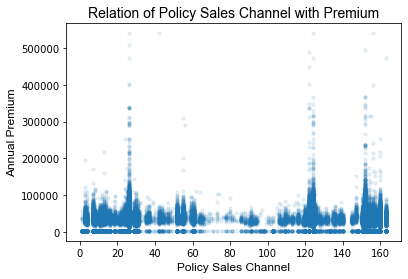 Relation of Policy Sales Channel with Premium
Annual Premium
500000
400000
300000
200000
100000
0
0 20 40 60 80 100 120 140 160
Policy Sales Channel